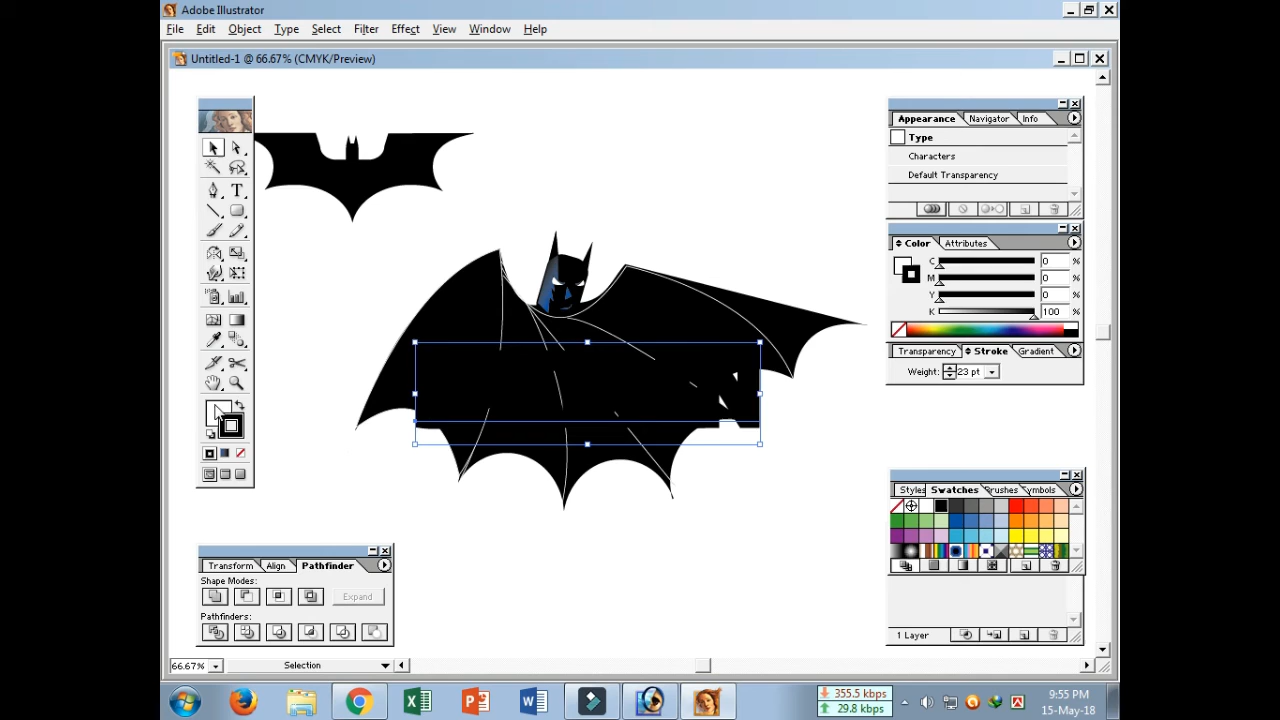 Adobe Illustrator
File Edit Object Type Select Filter Effect View Window Help
Untitled-1 @ 66.67% (CMYK/Preview)
Appearance Navigator Info
Type
Characters
Default Transparency
Color Attributes
C 0 %
M 0 %
Y 0 %
K 100 %
Transparency Stroke Gradient
Weight: 23 pt
Styles Swatches Brushes Symbols
Transform Align Pathfinder
Shape Modes:
Expand
Pathfinders:
1 Layer
66.67% Selection
355.5 kbps
29.8 kbps
9:55 PM
15-May-18